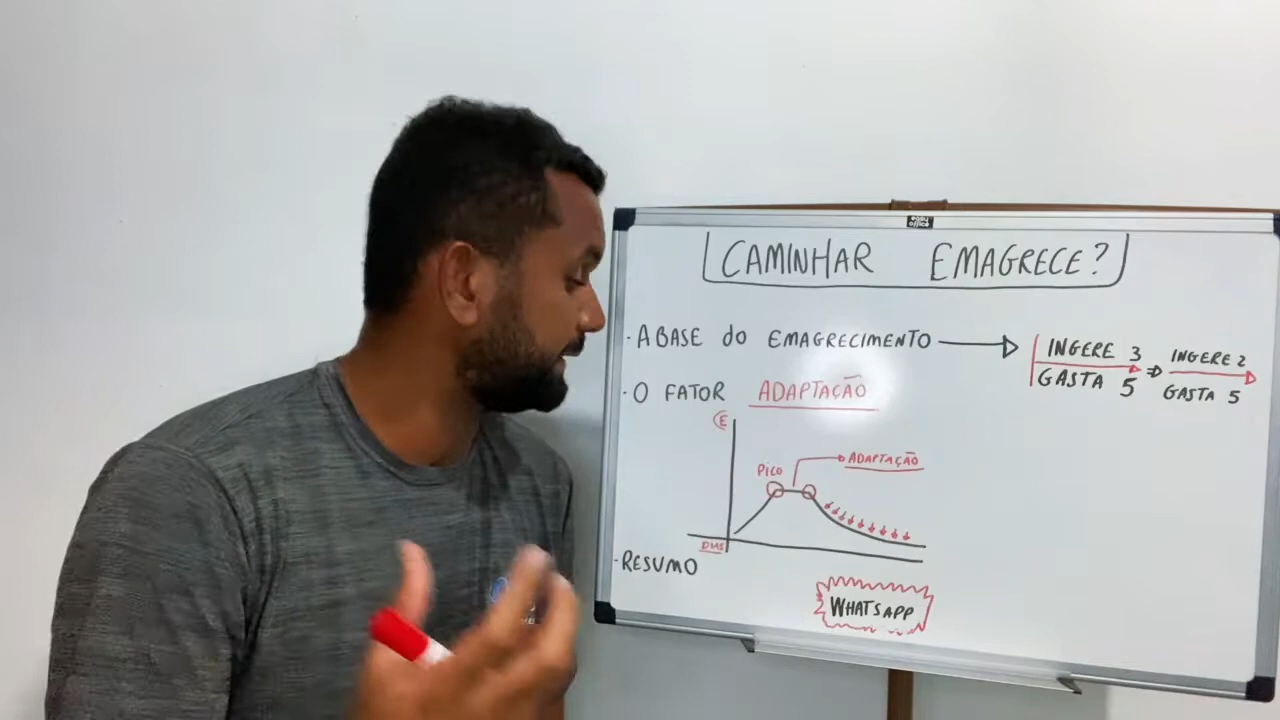 CAMINHAR EMAGRECE?
· A BASE do EMAGRECIMENTO
INGERE 3
GASTA 5
INGERE 2
GASTA 5
· O FATOR ADAPTAÇÃO
E
PICO
ADAPTAÇÃO
· RESUMO
WHATSAPP